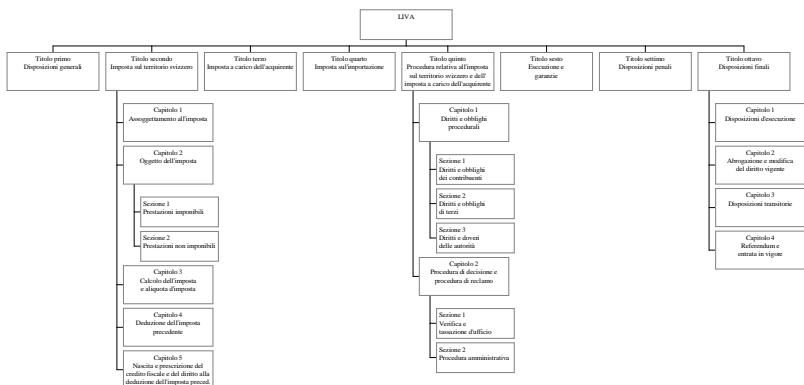 LIVA
Titolo primo
Disposizioni generali
Titolo secondo
Imposta sul territorio svizzero
Titolo terzo
Imposta a carico dell'acquirente
Titolo quarto
Imposta sull'importazione
Titolo quinto
Procedura relativa all'imposta
sul territorio svizzero e dell'
imposta a carico dell'acquirente
Titolo sesto
Esecuzione e
garanzie
Titolo settimo
Disposizioni penali
Titolo ottavo
Disposizioni finali
Capitolo 1
Assoggettamento all'imposta
Capitolo 2
Oggetto dell'imposta
Sezione 1
Prestazioni imponibili
Sezione 2
Prestazioni non imponibili
Capitolo 3
Calcolo dell'imposta
e aliquota d'imposta
Capitolo 4
Deduzione dell'imposta
precedente
Capitolo 5
Nascita e prescrizione del
credito fiscale e del diritto alla
deduzione dell'imposta preced.
Capitolo 1
Diritti e obblighi
procedurali
Sezione 1
Diritti e obblighi
dei contribuenti
Sezione 2
Diritti e obblighi
di terzi
Sezione 3
Diritti e doveri
delle autorità
Capitolo 2
Procedura di decisione e
procedura di reclamo
Sezione 1
Verifica e
tassazione d'ufficio
Sezione 2
Procedura amministrativa
Capitolo 1
Disposizioni d'esecuzione
Capitolo 2
Abrogazione e modifica
del diritto vigente
Capitolo 3
Disposizioni transitorie
Capitolo 4
Referendum e
entrata in vigore